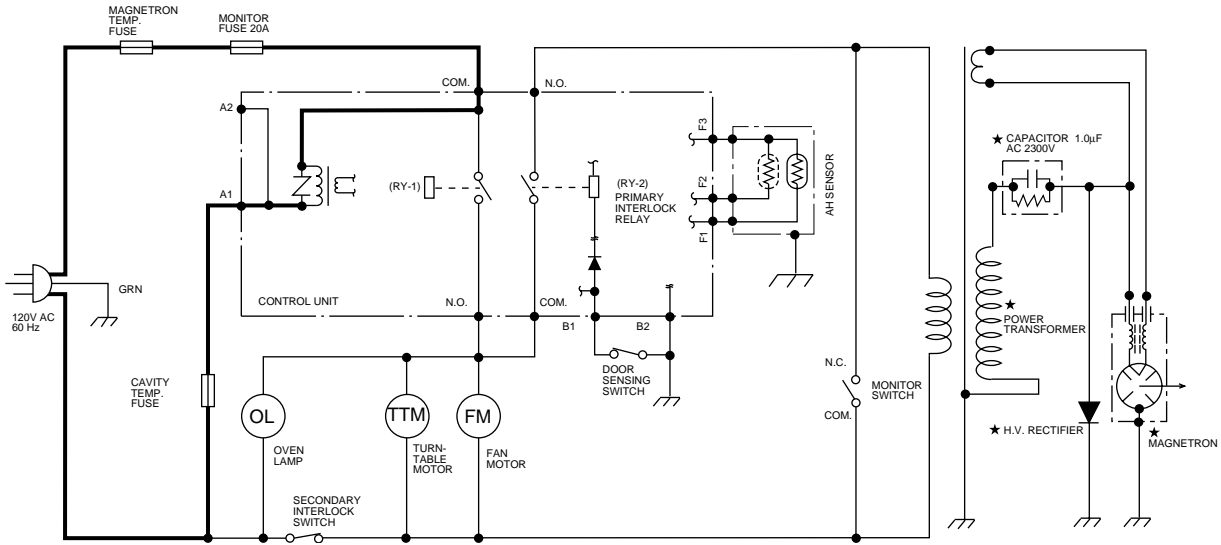 MAGNETRON
TEMP.
FUSE
MONITOR
FUSE 20A
COM.
N.O.
A2
A1
(RY-1)
(RY-2)
PRIMARY
INTERLOCK
RELAY
F3
F2
F1
AH SENSOR
★ CAPACITOR 1.0µF
AC 2300V
GRN
120V AC
60 Hz
CONTROL UNIT
N.O.
COM.
B1
B2
★
POWER
TRANSFORMER
CAVITY
TEMP.
FUSE
OL
OVEN
LAMP
TTM
TURN-
TABLE
MOTOR
FM
FAN
MOTOR
DOOR
SENSING
SWITCH
N.C.
COM.
MONITOR
SWITCH
★ H.V. RECTIFIER
★
MAGNETRON
SECONDARY
INTERLOCK
SWITCH